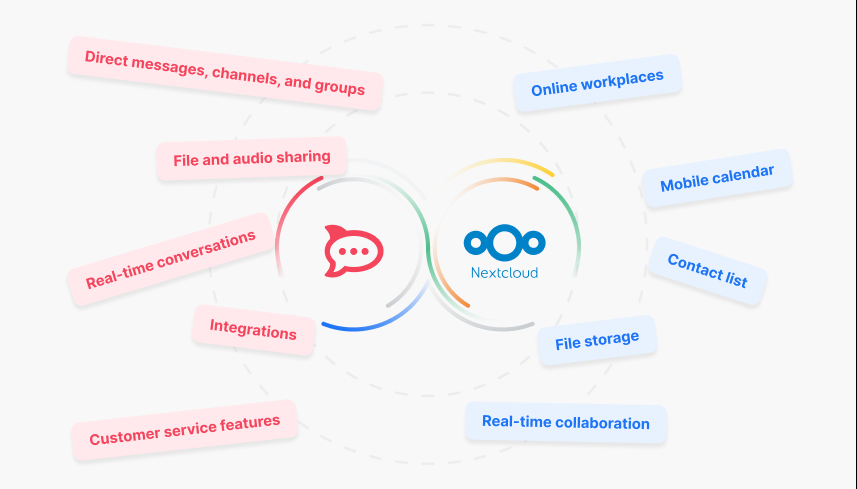 Direct messages, channels, and groups
File and audio sharing
Real-time conversations
Integrations
Customer service features
Nextcloud
Online workplaces
Mobile calendar
Contact list
File storage
Real-time collaboration